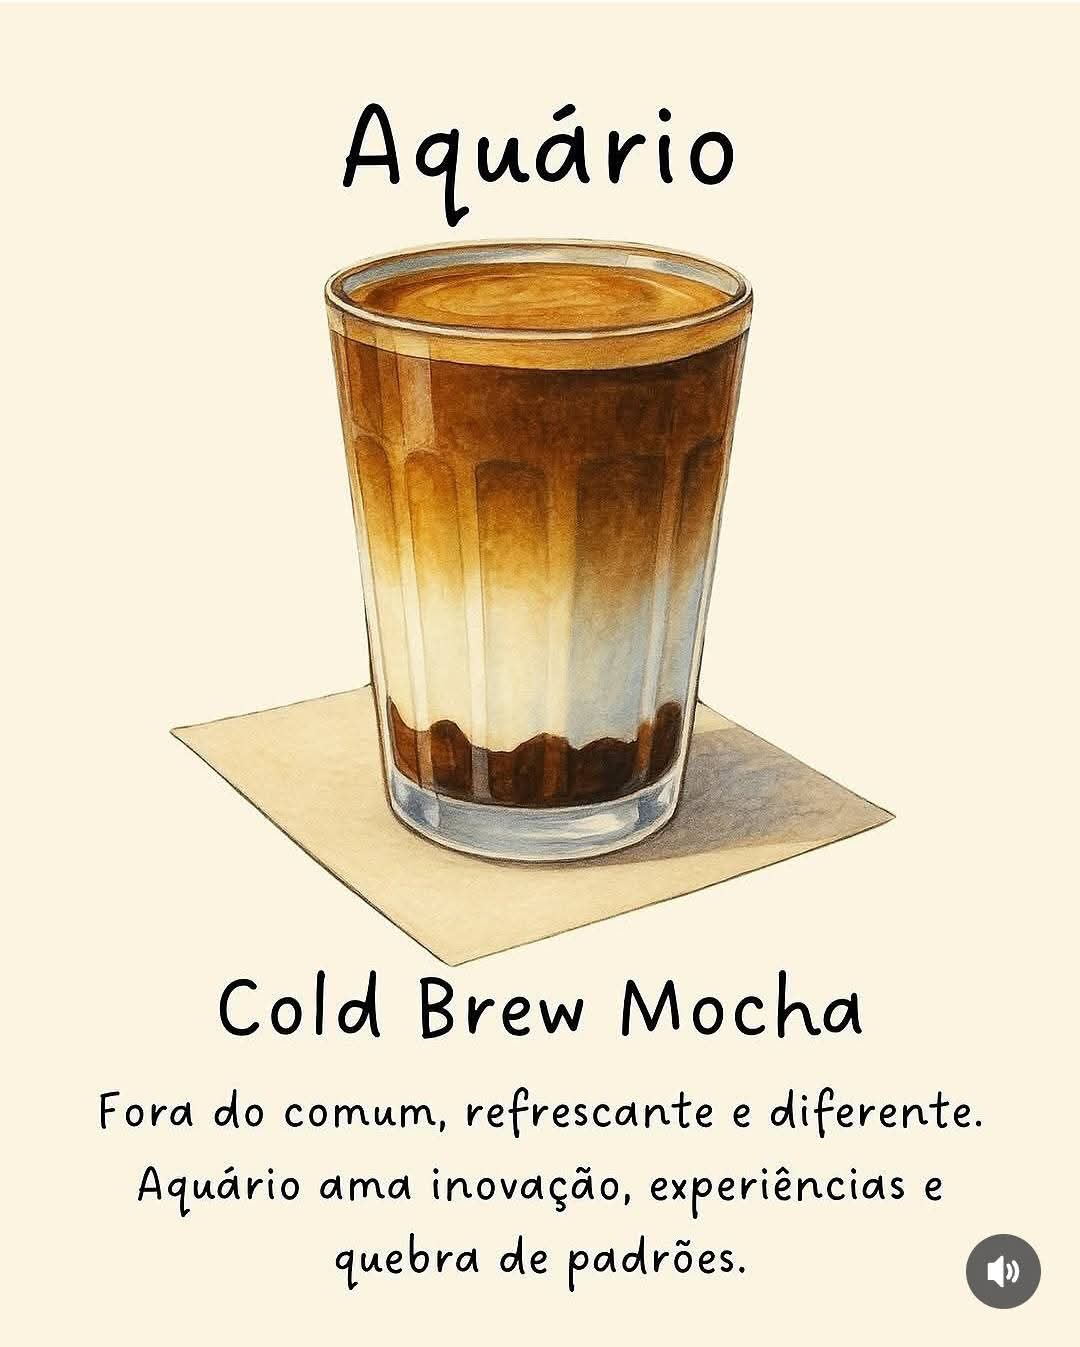 Aquário
Cold Brew Mocha
Fora do comum, refrescante e diferente.
Aquário ama inovação, experiências e
quebra de padrões.